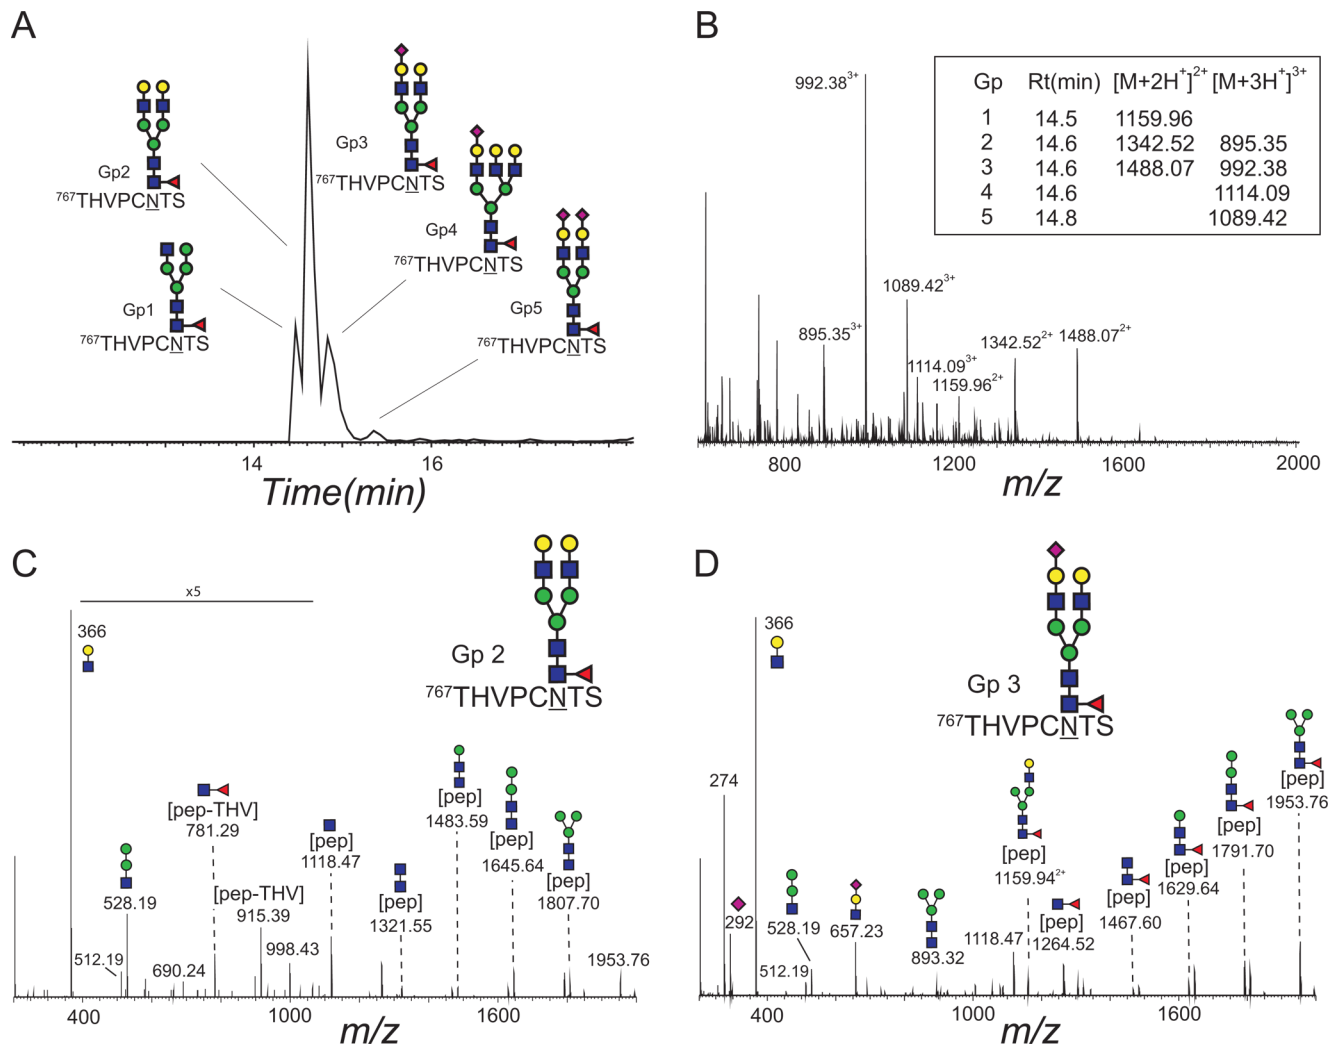 A
Gp2
767THVPCNTS
Gp1
767THVPCNTS
Gp3
767THVPCNTS
Gp4
767THVPCNTS
Gp5
767THVPCNTS
14
16
Time(min)
B
992.383+
1089.423+
895.353+
1114.093+
1159.962+
1342.522+
1488.072+
Gp Rt(min) [M+2H+]2+ [M+3H+]3+
1 14.5 1159.96
2 14.6 1342.52 895.35
3 14.6 1488.07 992.38
4 14.6 1114.09
5 14.8 1089.42
800
1200
1600
2000
m/z
C
x5
366
Gp 2
767THVPCNTS
[pep-THV]
781.29
528.19
[pep-THV]
915.39
512.19
690.24
998.43
[pep]
1118.47
[pep]
1321.55
[pep]
1483.59
[pep]
1645.64
[pep]
1807.70
1953.76
400
1000
1600
m/z
D
366
Gp 3
767THVPCNTS
274
292
528.19
512.19
657.23
893.32
1118.47
[pep]
1159.942+
[pep]
1264.52
[pep]
1467.60
[pep]
1629.64
[pep]
1791.70
[pep]
1953.76
400
1000
1600
m/z